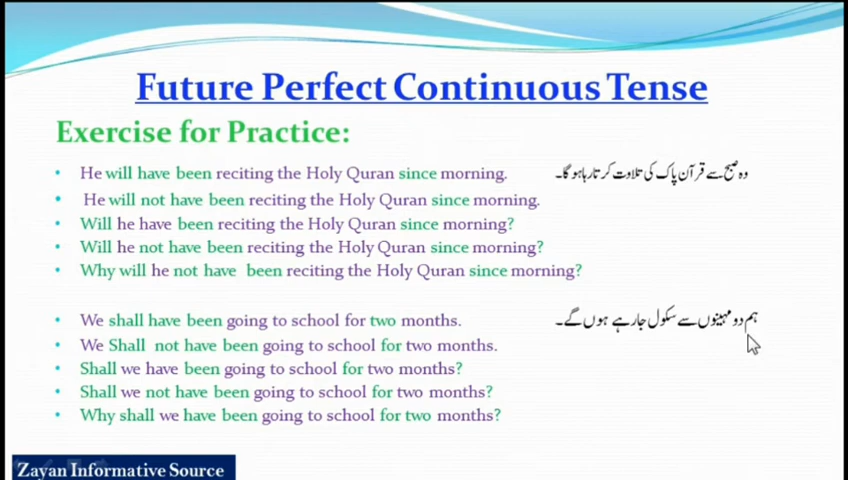 Future Perfect Continuous Tense
Exercise for Practice:
• He will have been reciting the Holy Quran since morning. وہ صبح سے قرآن پاک کی تلاوت کرتا رہا ہو گا۔
• He will not have been reciting the Holy Quran since morning.
• Will he have been reciting the Holy Quran since morning?
• Will he not have been reciting the Holy Quran since morning?
• Why will he not have been reciting the Holy Quran since morning?
• We shall have been going to school for two months. ہم دو مہینوں سے سکول جا رہے ہوں گے۔
• We Shall not have been going to school for two months.
• Shall we have been going to school for two months?
• Shall we not have been going to school for two months?
• Why shall we have been going to school for two months?
Zayan Informative Source